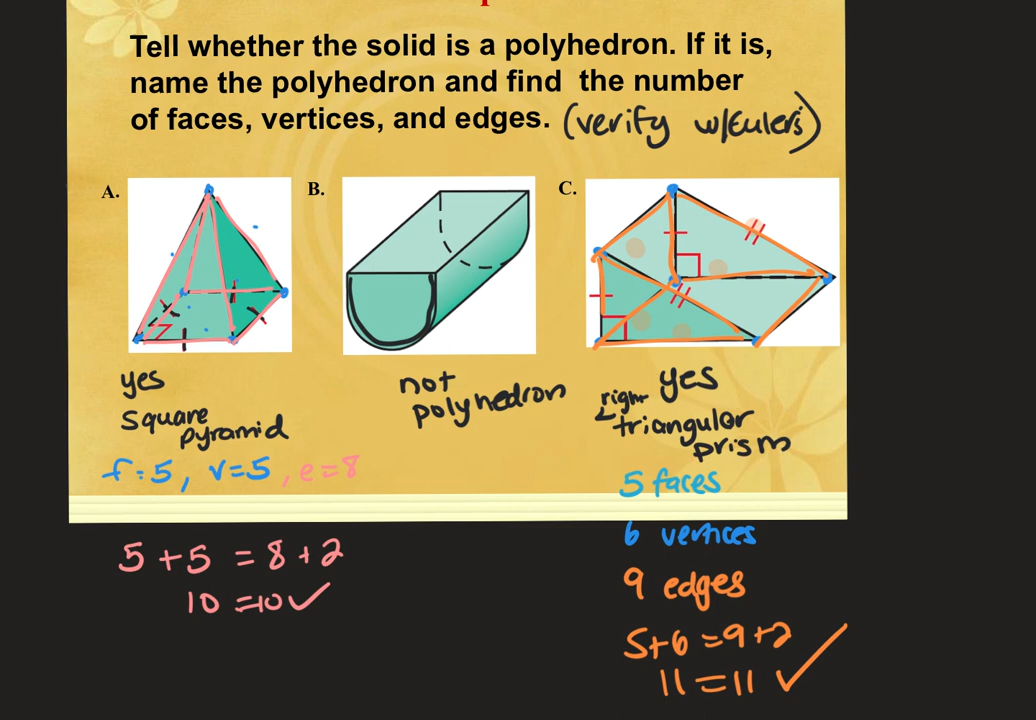 Tell whether the solid is a polyhedron. If it is,
name the polyhedron and find the number
of faces, vertices, and edges. (verify w/Euler's)
A.
B.
C.
yes
Square
pyramid
f=5, v=5, e=8
5+5 = 8+2
10 = 10 ✓
not
polyhedron
yes
right
triangular
prism
5 faces
6 vertices
9 edges
5+6 = 9+2
11 = 11 ✓